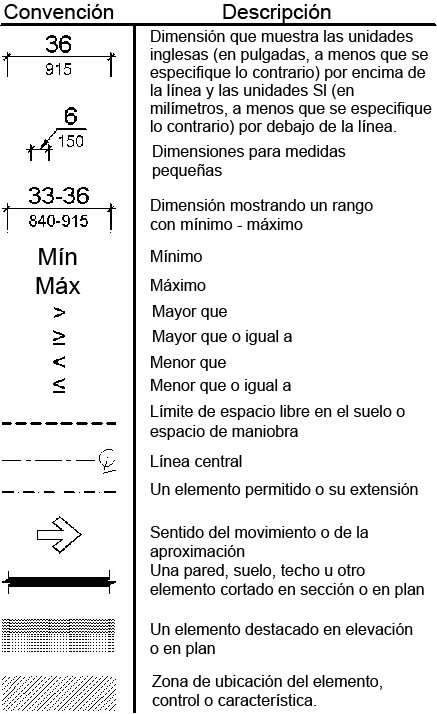 Convención Descripción
36
915
Dimensión que muestra las unidades
inglesas (en pulgadas, a menos que se
especifique lo contrario) por encima de
la línea y las unidades SI (en
milímetros, a menos que se especifique
lo contrario) por debajo de la línea.
6
150
Dimensiones para medidas
pequeñas
33-36
840-915
Dimensión mostrando un rango
con mínimo - máximo
Mín Mínimo
Máx Máximo
> Mayor que
≥ Mayor que o igual a
< Menor que
≤ Menor que o igual a
Límite de espacio libre en el suelo o
espacio de maniobra
Línea central
Un elemento permitido o su extensión
Sentido del movimiento o de la
aproximación
Una pared, suelo, techo u otro
elemento cortado en sección o en plan
Un elemento destacado en elevación
o en plan
Zona de ubicación del elemento,
control o característica.